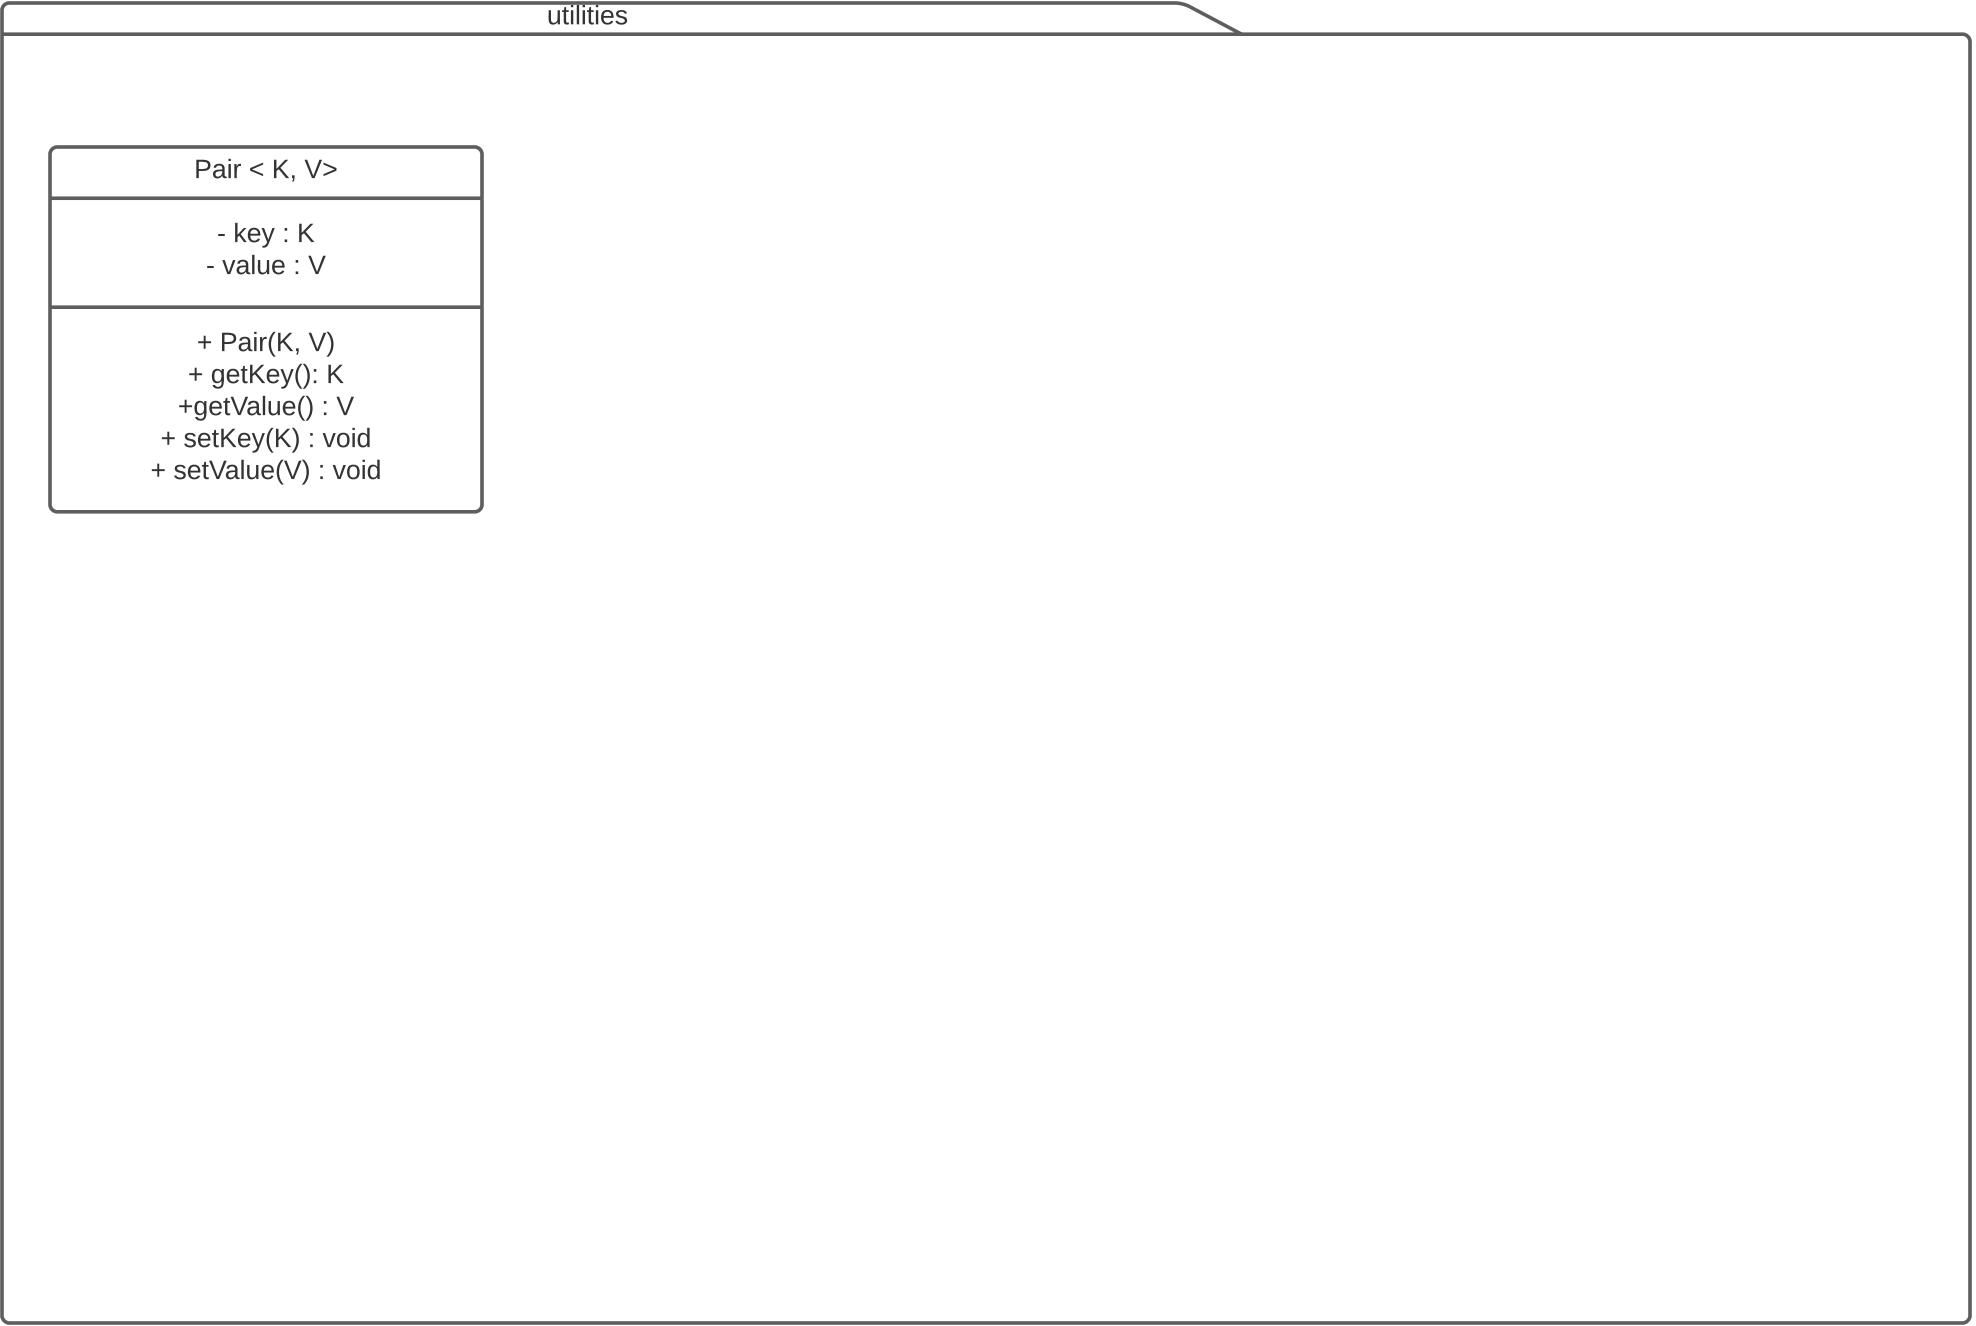 utilities
Pair < K, V>
- key : K
- value : V
+ Pair(K, V)
+ getKey(): K
+getValue() : V
+ setKey(K) : void
+ setValue(V) : void